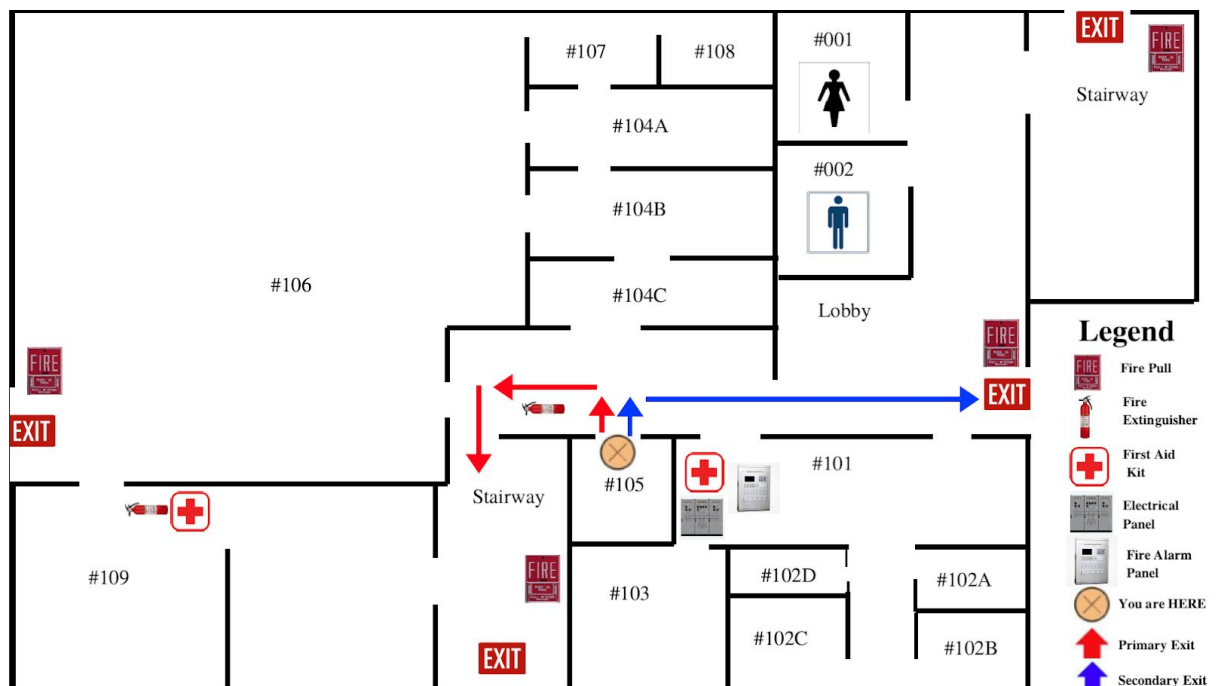 EXIT
FIRE
#107
#108
#001
Stairway
#104A
#002
#104B
#106
#104C
Lobby
FIRE
FIRE
EXIT
EXIT
#101
#105
Stairway
#109
FIRE
#103
#102D
#102A
#102C
#102B
EXIT
Legend
Fire Pull
Fire
Extinguisher
First Aid
Kit
Electrical
Panel
Fire Alarm
Panel
You are HERE
Primary Exit
Secondary Exit